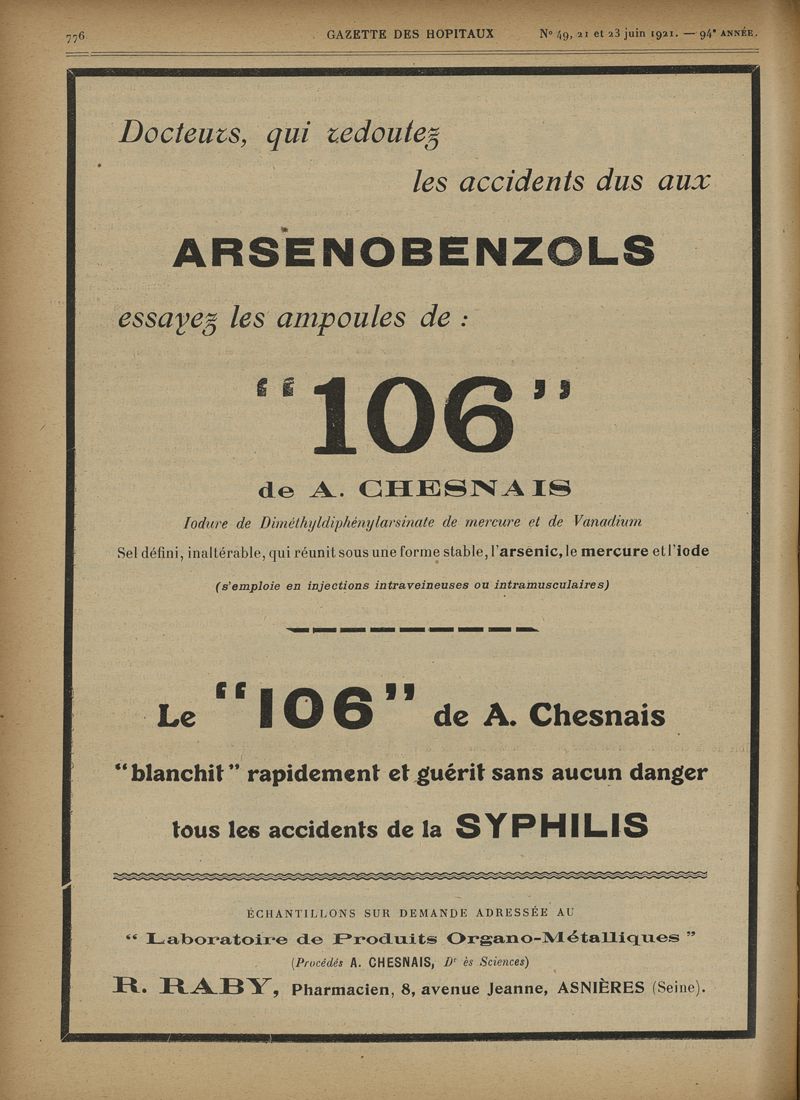 776 GAZETTE DES HOPITAUX N° 49, 21 et 23 juin 1921. — 94e ANNÉE.
Docteurs, qui redoutez
les accidents dus aux
ARSENOBENZOLS
essayez les ampoules de :
“106”
de A. CHESNAIS
Iodure de Diméthyldiphénylarsinate de mercure et de Vanadium
Sel défini, inaltérable, qui réunit sous une forme stable, l'arsenic, le mercure et l'iode
(s'emploie en injections intraveineuses ou intramusculaires)
Le “106” de A. Chesnais
“blanchit” rapidement et guérit sans aucun danger
tous les accidents de la SYPHILIS
ÉCHANTILLONS SUR DEMANDE ADRESSÉE AU
“ Laboratoire de Produits Organo-Métalliques ”
(Procédés A. CHESNAIS, Dr ès Sciences)
R. RABY, Pharmacien, 8, avenue Jeanne, ASNIÈRES (Seine).